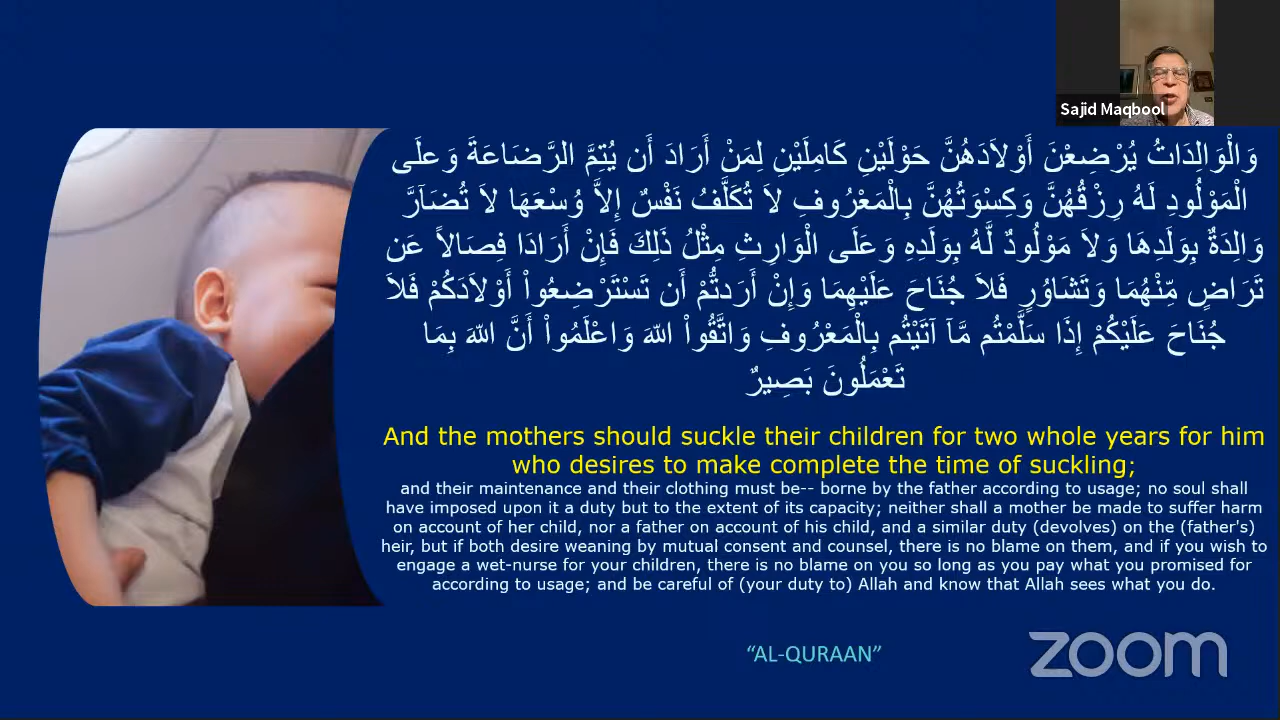 Sajid Maqbool
وَالْوَالِدَاتُ يُرْضِعْنَ أَوْلاَدَهُنَّ حَوْلَيْنِ كَامِلَيْنِ لِمَنْ أَرَادَ أَن يُتِمَّ الرَّضَاعَةَ وَعلَى
الْمَوْلُودِ لَهُ رِزْقُهُنَّ وَكِسْوَتُهُنَّ بِالْمَعْرُوفِ لاَ تُكَلَّفُ نَفْسٌ إِلاَّ وُسْعَهَا لاَ تُضَآرَّ
وَالِدَةٌ بِوَلَدِهَا وَلاَ مَوْلُودٌ لَّهُ بِوَلَدِهِ وَعَلَى الْوَارِثِ مِثْلُ ذَلِكَ فَإِنْ أَرَادَا فِصَالاً عَن
تَرَاضٍ مِّنْهُمَا وَتَشَاوُرٍ فَلاَ جُنَاحَ عَلَيْهِمَا وَإِنْ أَرَدتُّمْ أَن تَسْتَرْضِعُواْ أَوْلاَدَكُمْ فَلاَ
جُنَاحَ عَلَيْكُمْ إِذَا سَلَّمْتُم مَّآ آتَيْتُم بِالْمَعْرُوفِ وَاتَّقُواْ اللّهَ وَاعْلَمُواْ أَنَّ اللّهَ بِمَا
تَعْمَلُونَ بَصِيرٌ
And the mothers should suckle their children for two whole years for him
who desires to make complete the time of suckling;
and their maintenance and their clothing must be-- borne by the father according to usage; no soul shall
have imposed upon it a duty but to the extent of its capacity; neither shall a mother be made to suffer harm
on account of her child, nor a father on account of his child, and a similar duty (devolves) on the (father's)
heir, but if both desire weaning by mutual consent and counsel, there is no blame on them, and if you wish to
engage a wet-nurse for your children, there is no blame on you so long as you pay what you promised for
according to usage; and be careful of (your duty to) Allah and know that Allah sees what you do.
“AL-QURAAN”
zoom